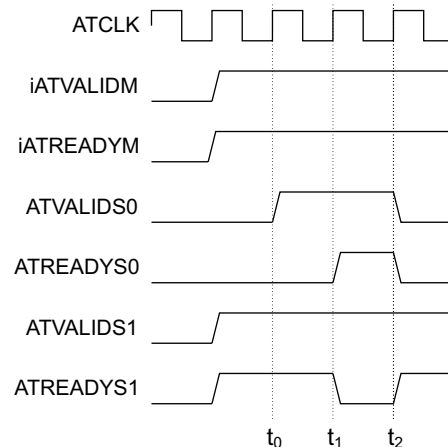 ATCLK
iATVALIDM
iATREADYM
ATVALIDS0
ATREADYS0
ATVALIDS1
ATREADYS1
t0 t1 t2